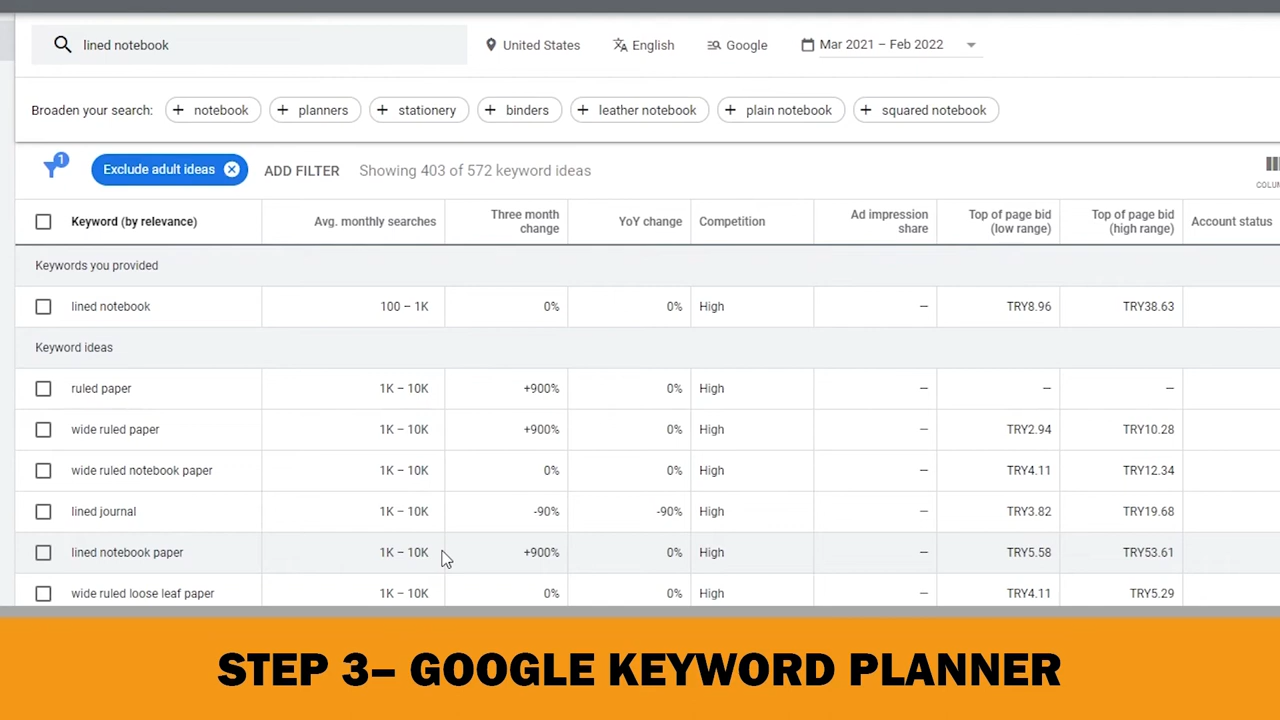 lined notebook United States English Google Mar 2021 – Feb 2022
Broaden your search: + notebook + planners + stationery + binders + leather notebook + plain notebook + squared notebook
1 Exclude adult ideas ADD FILTER Showing 403 of 572 keyword ideas
COLUM
Keyword (by relevance) Avg. monthly searches Three month change YoY change Competition Ad impression share Top of page bid (low range) Top of page bid (high range) Account status
Keywords you provided
lined notebook 100 – 1K 0% 0% High – TRY8.96 TRY38.63
Keyword ideas
ruled paper 1K – 10K +900% 0% High – – –
wide ruled paper 1K – 10K +900% 0% High – TRY2.94 TRY10.28
wide ruled notebook paper 1K – 10K 0% 0% High – TRY4.11 TRY12.34
lined journal 1K – 10K -90% -90% High – TRY3.82 TRY19.68
lined notebook paper 1K – 10K +900% 0% High – TRY5.58 TRY53.61
wide ruled loose leaf paper 1K – 10K 0% 0% High – TRY4.11 TRY5.29
STEP 3– GOOGLE KEYWORD PLANNER